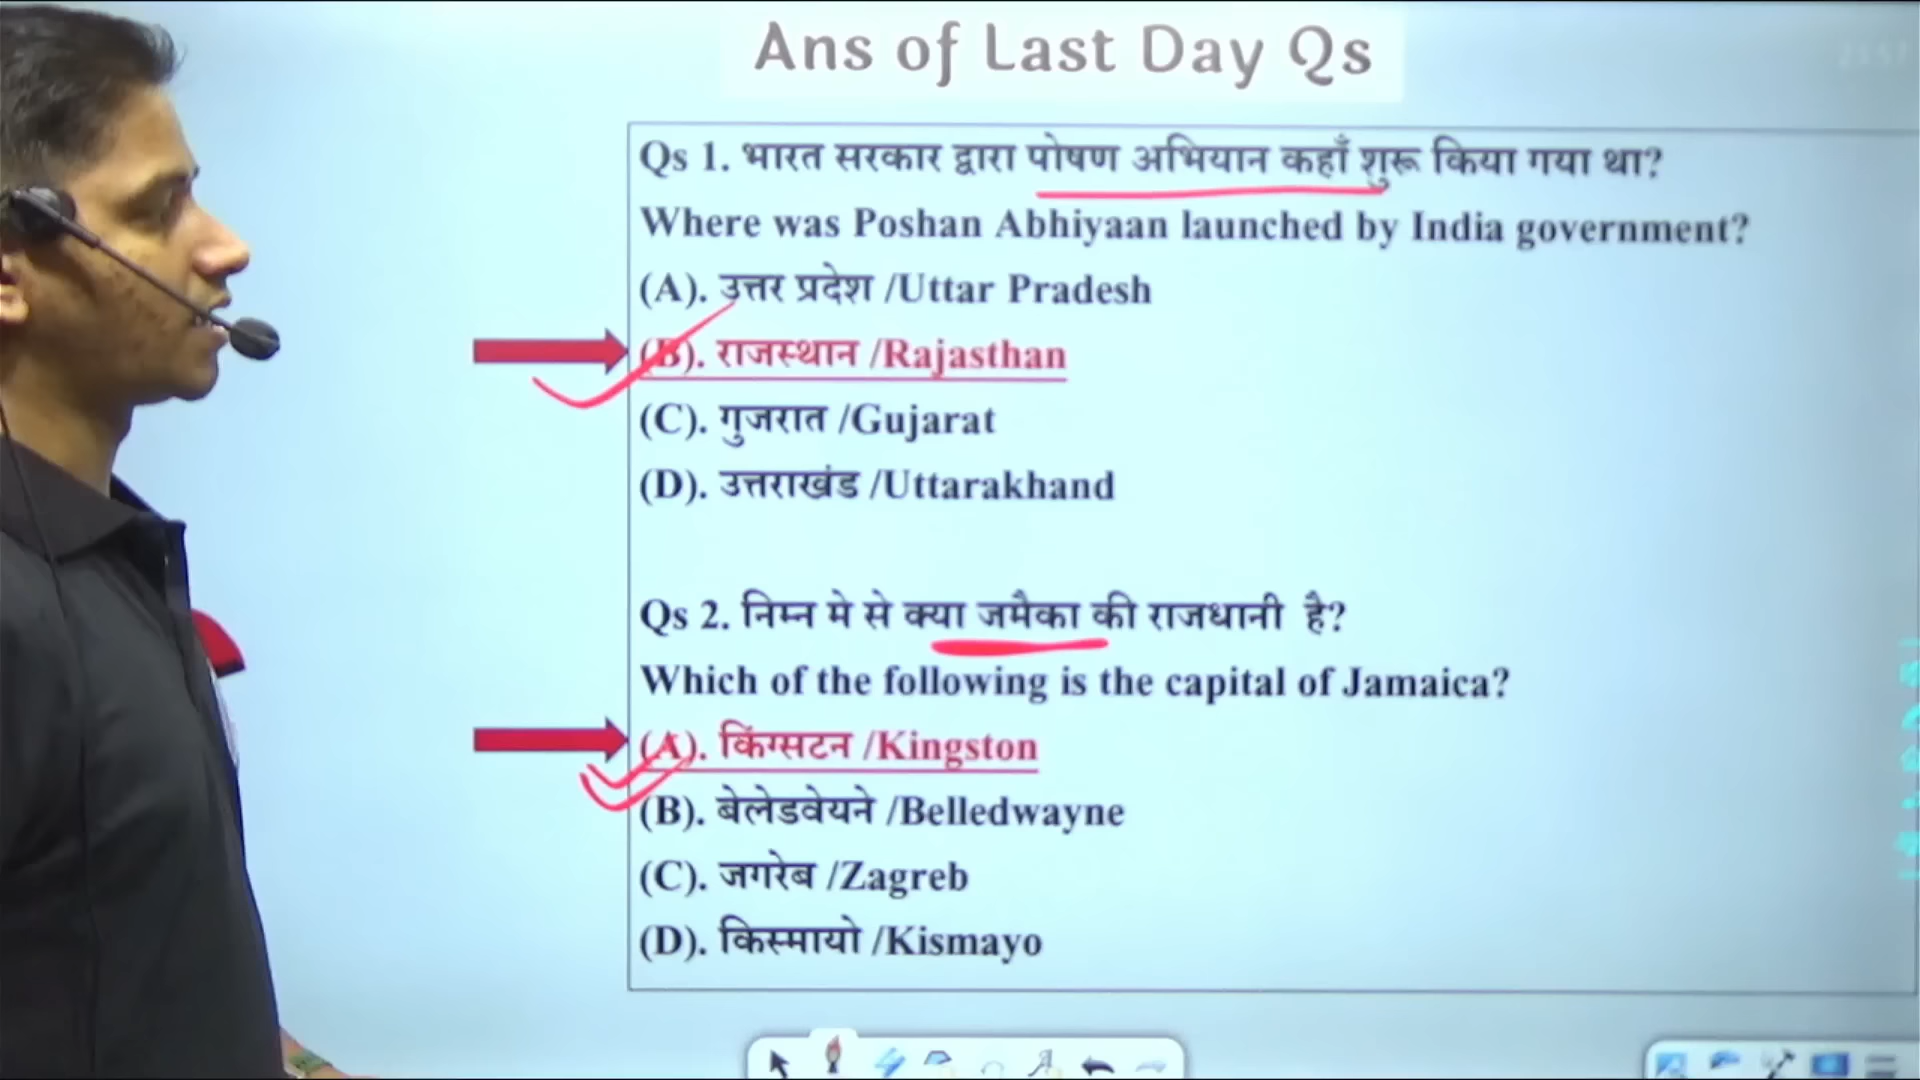 Ans of Last Day Qs
Qs 1. भारत सरकार द्वारा पोषण अभियान कहाँ शुरू किया गया था?
Where was Poshan Abhiyaan launched by India government?
(A). उत्तर प्रदेश /Uttar Pradesh
(B). राजस्थान /Rajasthan
(C). गुजरात /Gujarat
(D). उत्तराखंड /Uttarakhand
Qs 2. निम्न मे से क्या जमैका की राजधानी है?
Which of the following is the capital of Jamaica?
(A). किंग्सटन /Kingston
(B). बेलेडवेयने /Belledwayne
(C). जगरेब /Zagreb
(D). किस्मायो /Kismayo